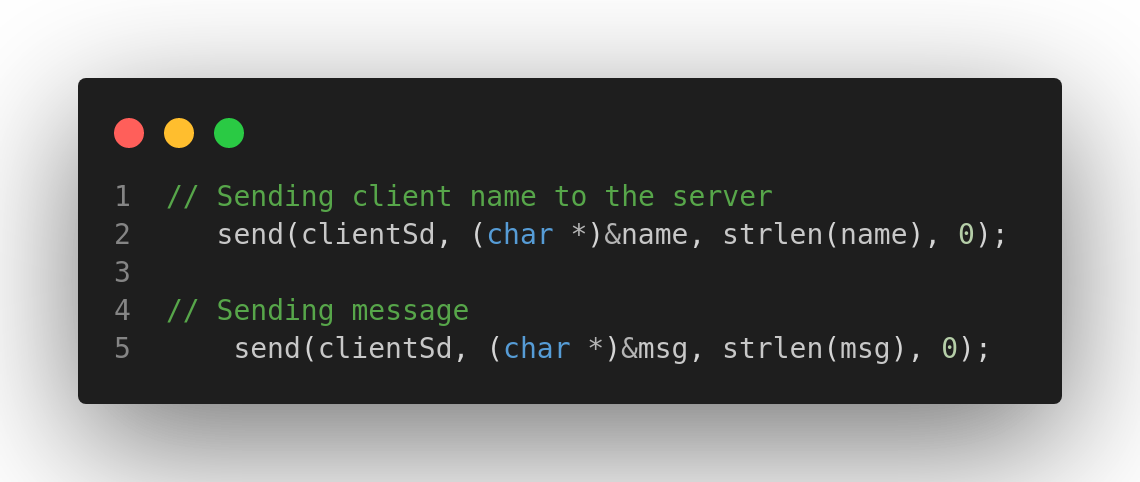 1 // Sending client name to the server
2 send(clientSd, (char *)&name, strlen(name), 0);
3
4 // Sending message
5 send(clientSd, (char *)&msg, strlen(msg), 0);